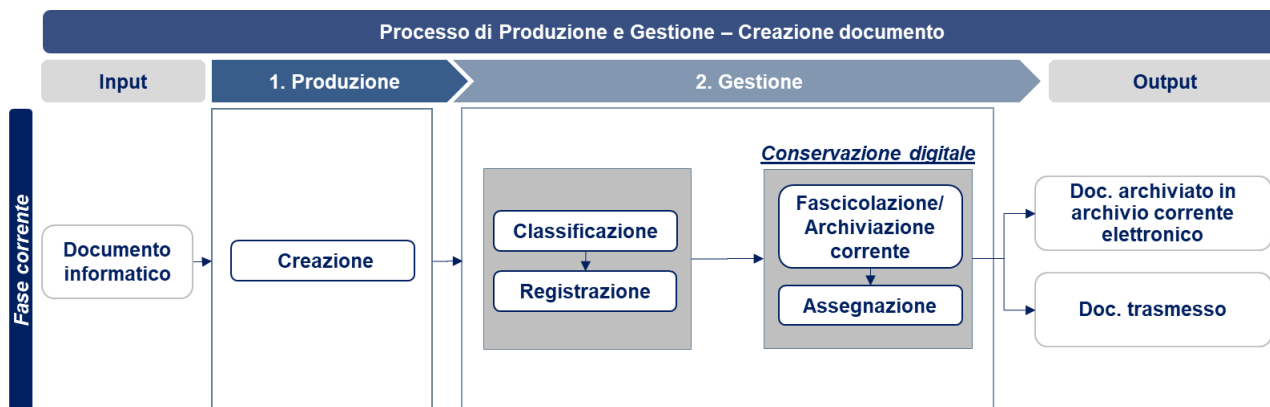 Processo di Produzione e Gestione – Creazione documento
Input
1. Produzione
2. Gestione
Output
Fase corrente
Documento
informatico
Creazione
Classificazione
Registrazione
Conservazione digitale
Fascicolazione/
Archiviazione
corrente
Assegnazione
Doc. archiviato in
archivio corrente
elettronico
Doc. trasmesso